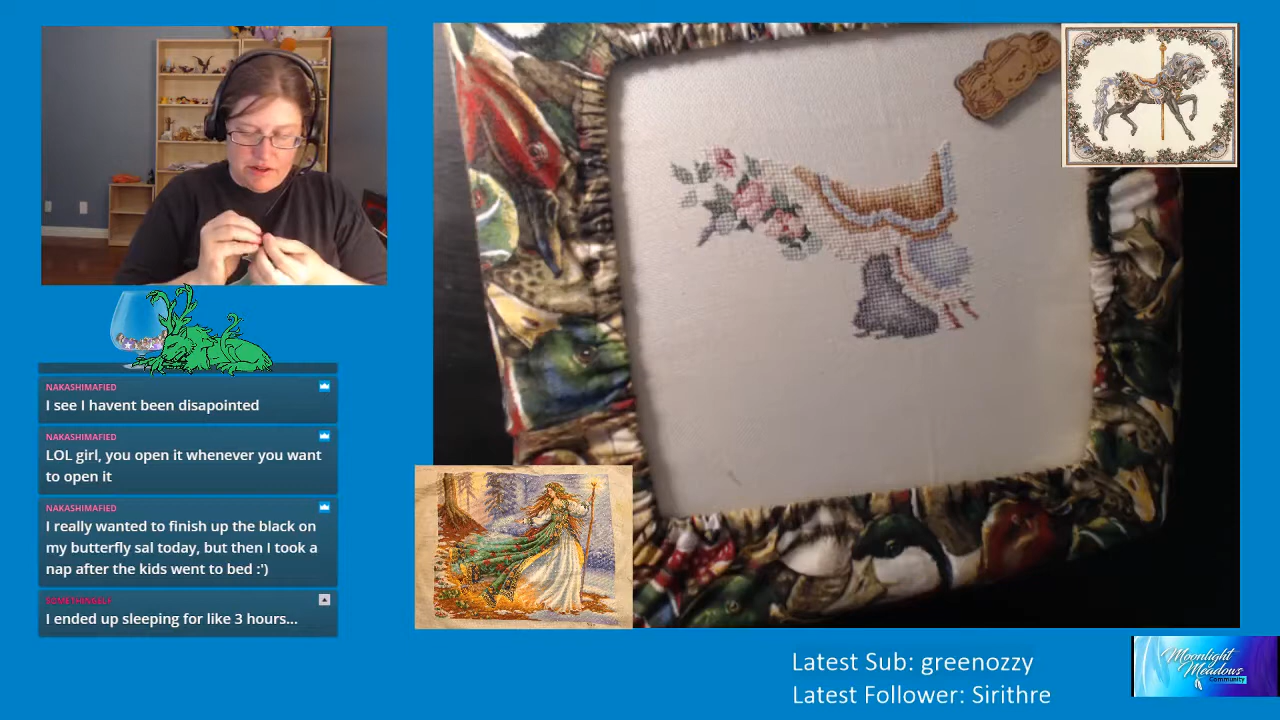 NAKASHIMAFIED
I see I havent been disapointed
NAKASHIMAFIED
LOL girl, you open it whenever you want
to open it
NAKASHIMAFIED
I really wanted to finish up the black on
my butterfly sal today, but then I took a
nap after the kids went to bed :')
I ended up sleeping for like 3 hours...
Latest Sub: greenozzy
Latest Follower: Sirithre
Moonlight
Meadows
Community